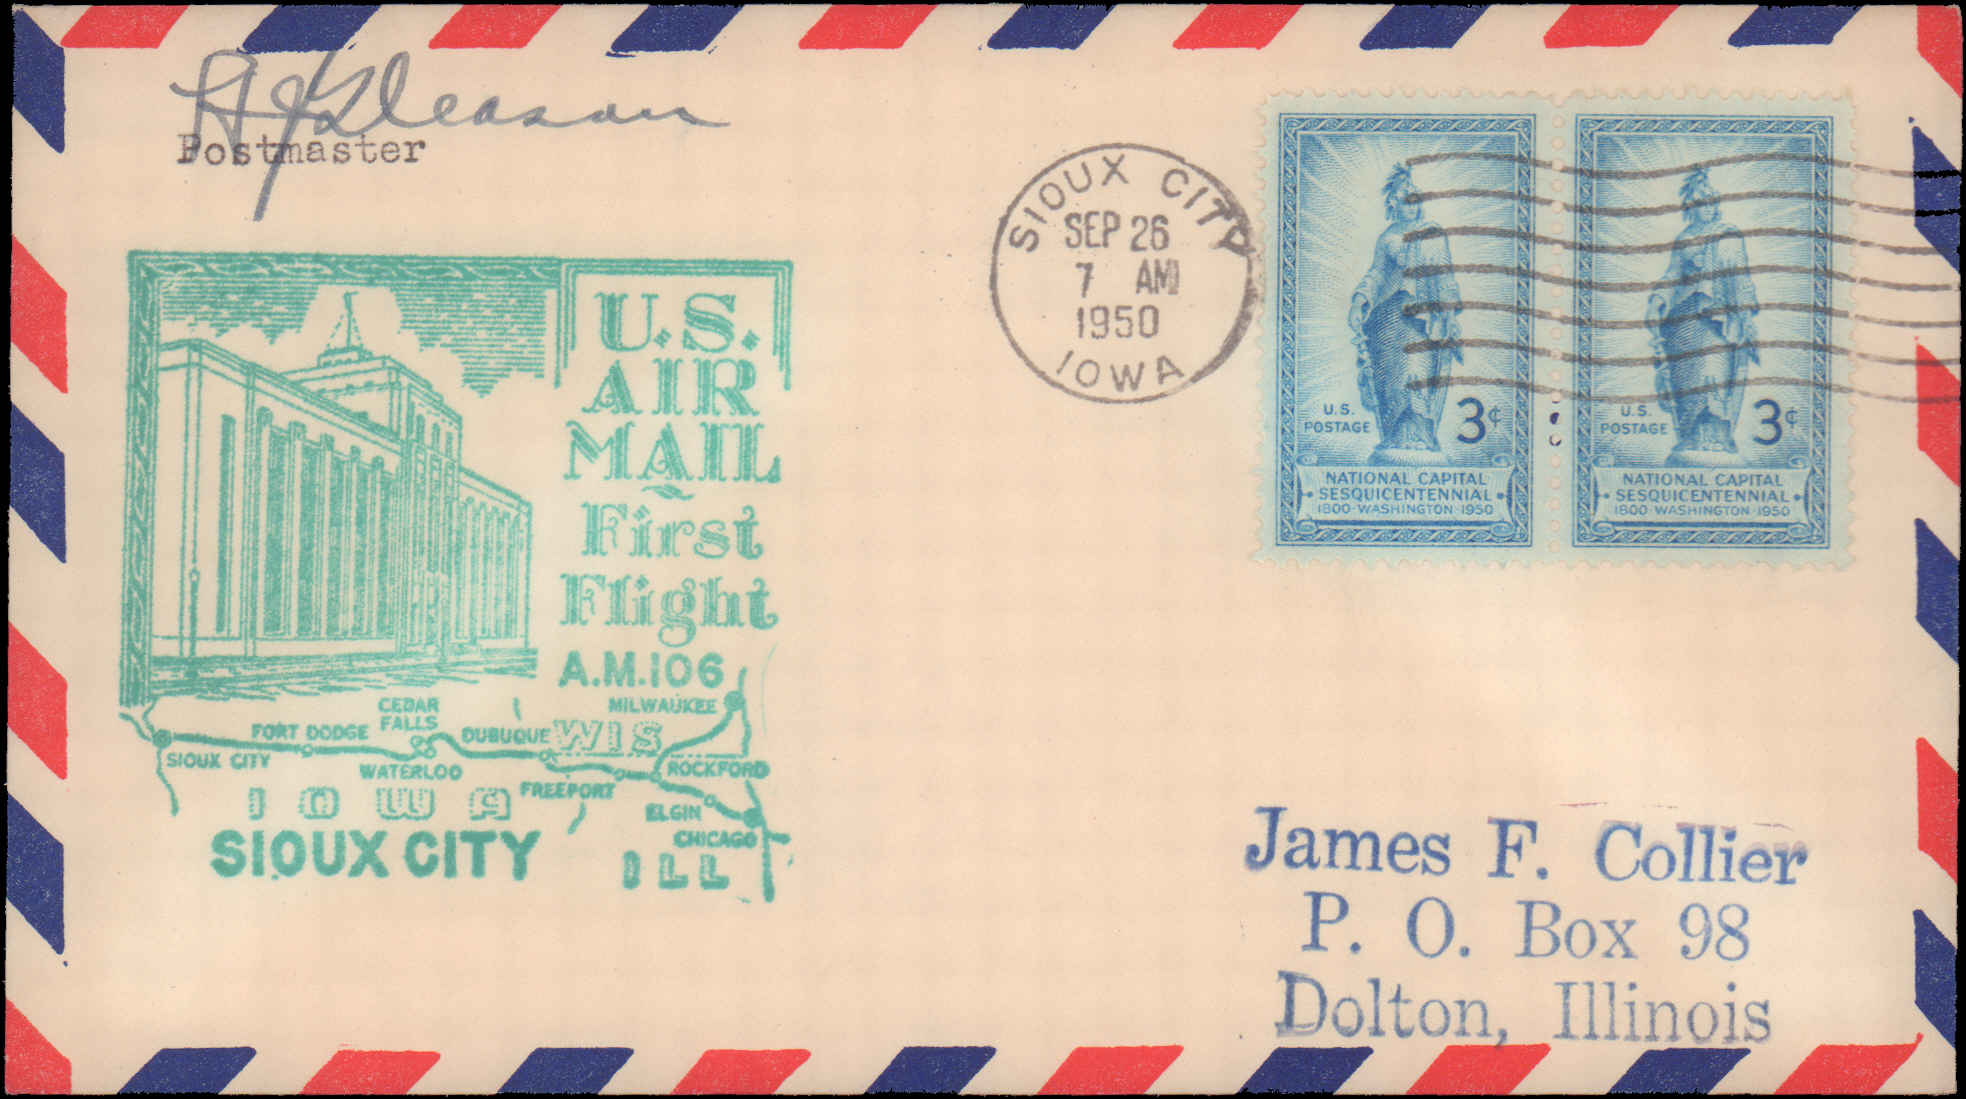 H J Gleason
Postmaster
SIOUX CITY
SEP 26
7 AM
1950
IOWA
U.S.
POSTAGE
3¢
NATIONAL CAPITAL
SESQUICENTENNIAL
1800·WASHINGTON·1950
U.S.
POSTAGE
3¢
NATIONAL CAPITAL
SESQUICENTENNIAL
1800·WASHINGTON·1950
U.S.
AIR
MAIL
First
Flight
A.M.106
MILWAUKEE
CEDAR
FALLS
FORT DODGE
DUBUQUE
WIS
SIOUX CITY
WATERLOO
ROCKFORD
FREEPORT
IOWA
ELGIN
CHICAGO
SIOUX CITY
ILL
James F. Collier
P. O. Box 98
Dolton, Illinois